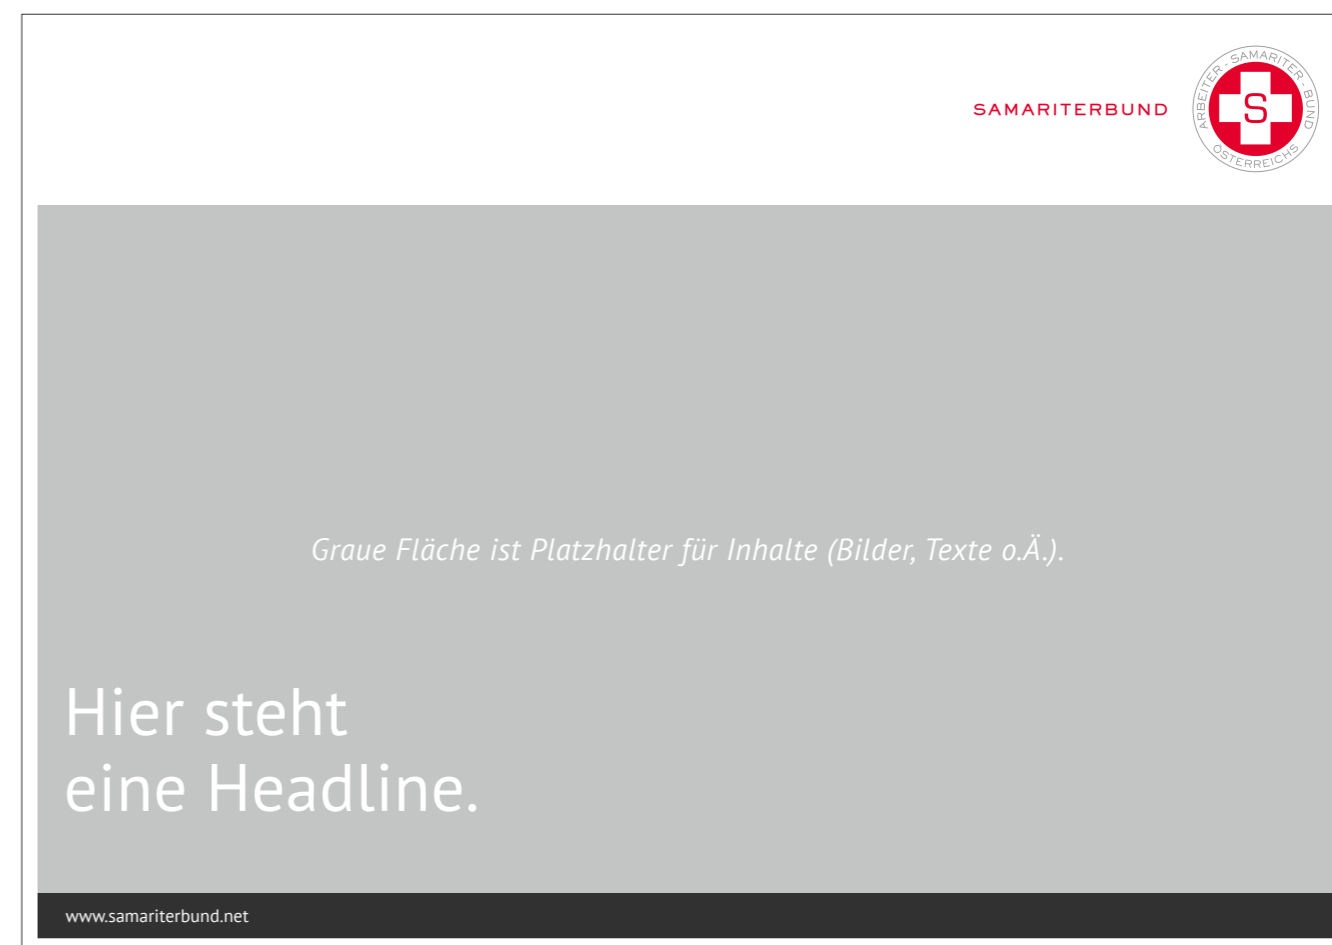 SAMARITERBUND
ARBEITER - SAMARITER - BUND
ÖSTERREICHS
S
Graue Fläche ist Platzhalter für Inhalte (Bilder, Texte o.Ä.).
Hier steht
eine Headline.
www.samariterbund.net